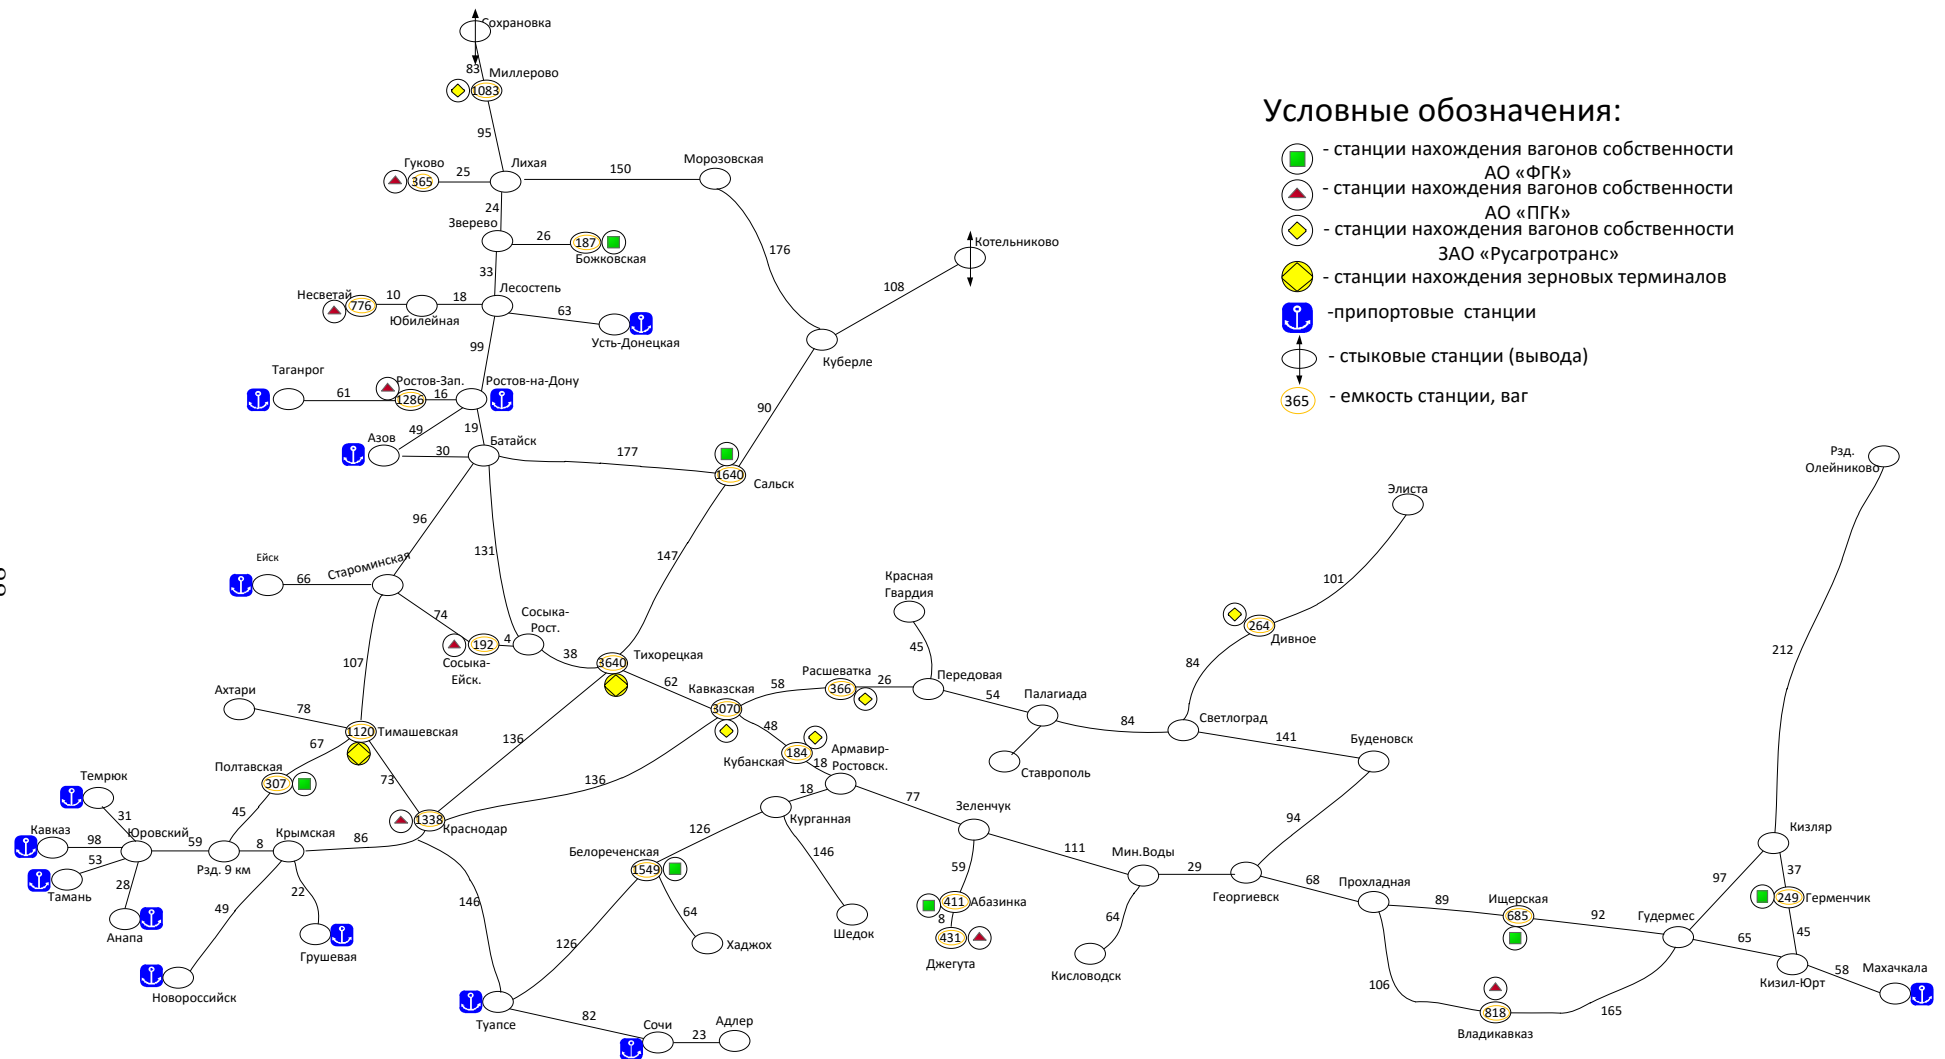 Сохрановка
83
Миллерово
1083
95
Гуково
365
25
Лихая
150
Морозовская
24
Зверево
26
187
Божковская
176
Котельниково
108
33
Несветай
776
10
Юбилейная
18
Лесостепь
63
Усть-Донецкая
Куберле
99
Таганрог
61
Ростов-Зап.
1286
16
Ростов-на-Дону
90
49
19
Азов
30
Батайск
177
1640
Сальск
96
131
147
Ейск
66
Староминская
74
192
4
Сосыка-
Ейск.
Сосыка-
Рост.
38
3640
Тихорецкая
107
62
Ахтари
78
1120
Тимашевская
67
73
136
Кавказская
3070
58
Расшеватка
366
26
Красная
Гвардия
45
Передовая
54
Палагиада
Ставрополь
84
Светлоград
84
264
Дивное
101
Элиста
141
Буденовск
94
48
184
Кубанская
18
Армавир-
Ростовск.
136
Полтавская
307
45
1338
Краснодар
Темрюк
31
Кавказ
98
Юровский
53
Тамань
28
Анапа
59
Рзд. 9 км
8
Крымская
86
49
22
Новороссийск
Грушевая
146
Туапсе
126
82
Сочи
23
Адлер
Белореченская
1549
64
Хаджох
126
Курганная
18
146
Шедок
77
Зеленчук
59
411
Абазинка
8
431
Джегута
111
Мин.Воды
64
Кисловодск
29
Георгиевск
68
Прохладная
89
Ищерская
685
92
Гудермес
106
818
Владикавказ
165
97
65
Кизляр
37
249
Герменчик
45
Кизил-Юрт
58
Махачкала
212
Рзд.
Олейниково
Условные обозначения:
- станции нахождения вагонов собственности
АО «ФГК»
- станции нахождения вагонов собственности
АО «ПГК»
- станции нахождения вагонов собственности
ЗАО «Русагротранс»
- станции нахождения зерновых терминалов
-припортовые станции
- стыковые станции (вывода)
365
- емкость станции, ваг